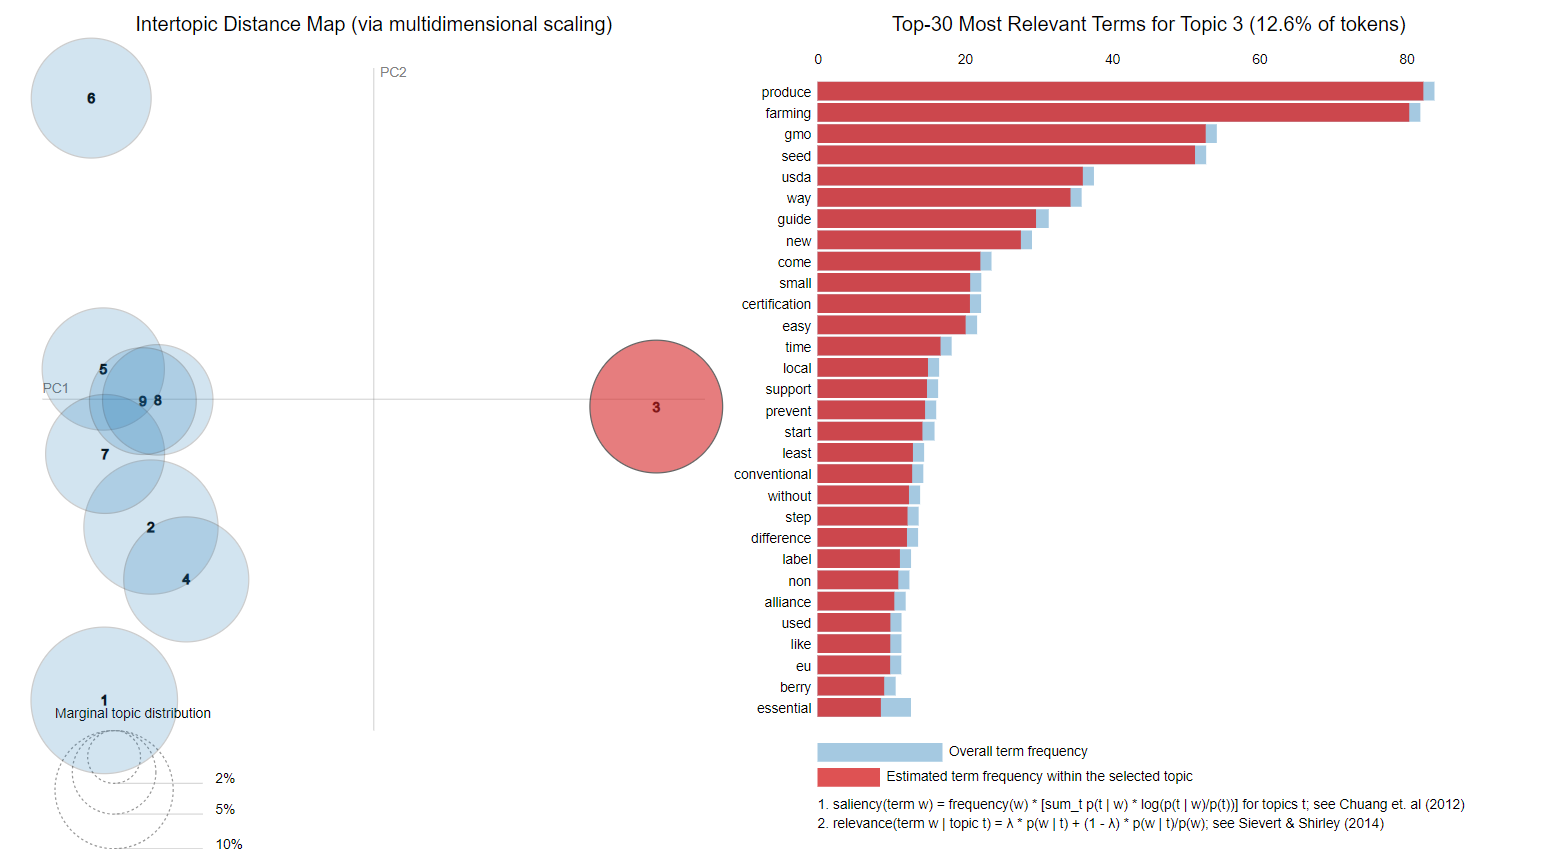 Intertopic Distance Map (via multidimensional scaling)
PC2
6
5
PC1
9
8
3
7
2
4
1
Marginal topic distribution
2%
5%
10%
Top-30 Most Relevant Terms for Topic 3 (12.6% of tokens)
0 20 40 60 80
produce
farming
gmo
seed
usda
way
guide
new
come
small
certification
easy
time
local
support
prevent
start
least
conventional
without
step
difference
label
non
alliance
used
like
eu
berry
essential
Overall term frequency
Estimated term frequency within the selected topic
1. saliency(term w) = frequency(w) * [sum_t p(t | w) * log(p(t | w)/p(t))] for topics t; see Chuang et. al (2012)
2. relevance(term w | topic t) = λ * p(w | t) + (1 - λ) * p(w | t)/p(w); see Sievert & Shirley (2014)